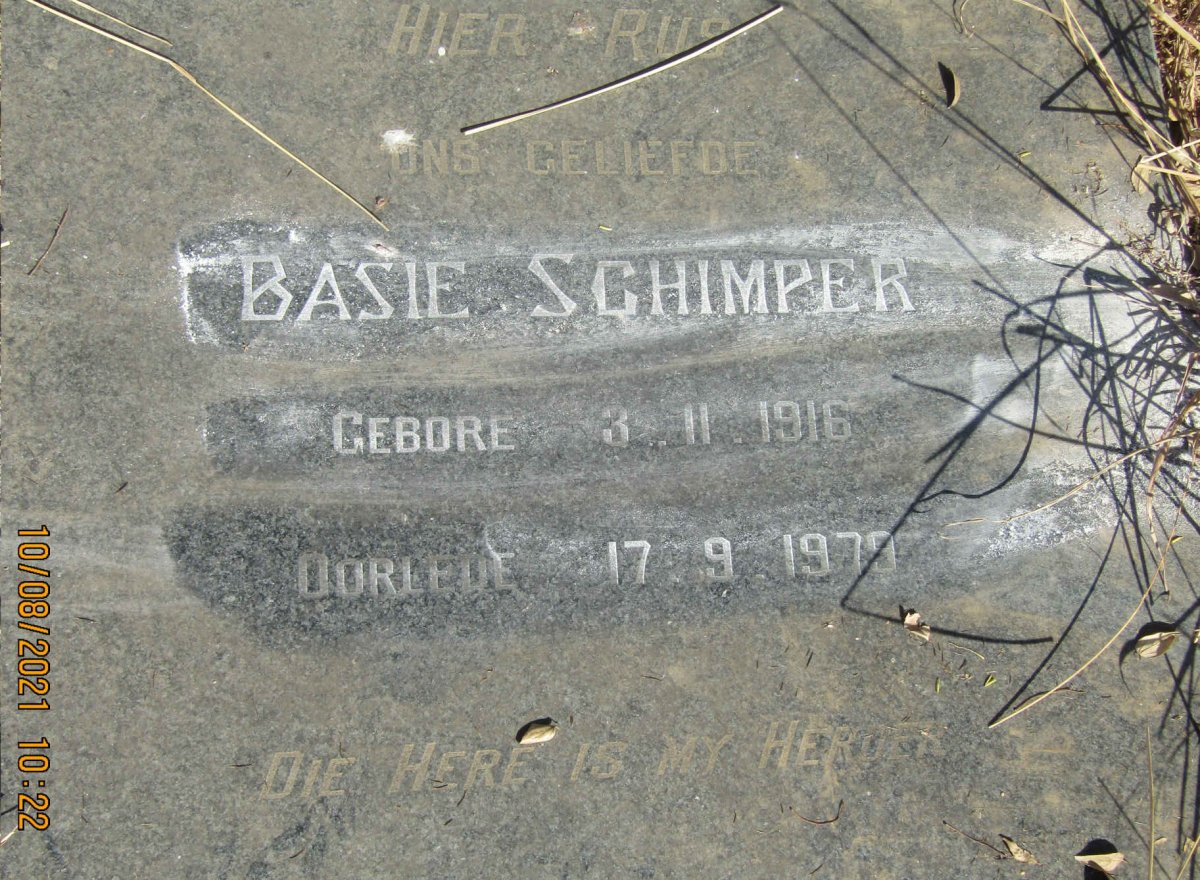 HIER RUS
ONS GELIEFDE
BASIE SCHIMPER
GEBORE 3.11.1916
OORLEDE 17.9.1979
DIE HERE IS MY HERDER
10/08/2021 10:22